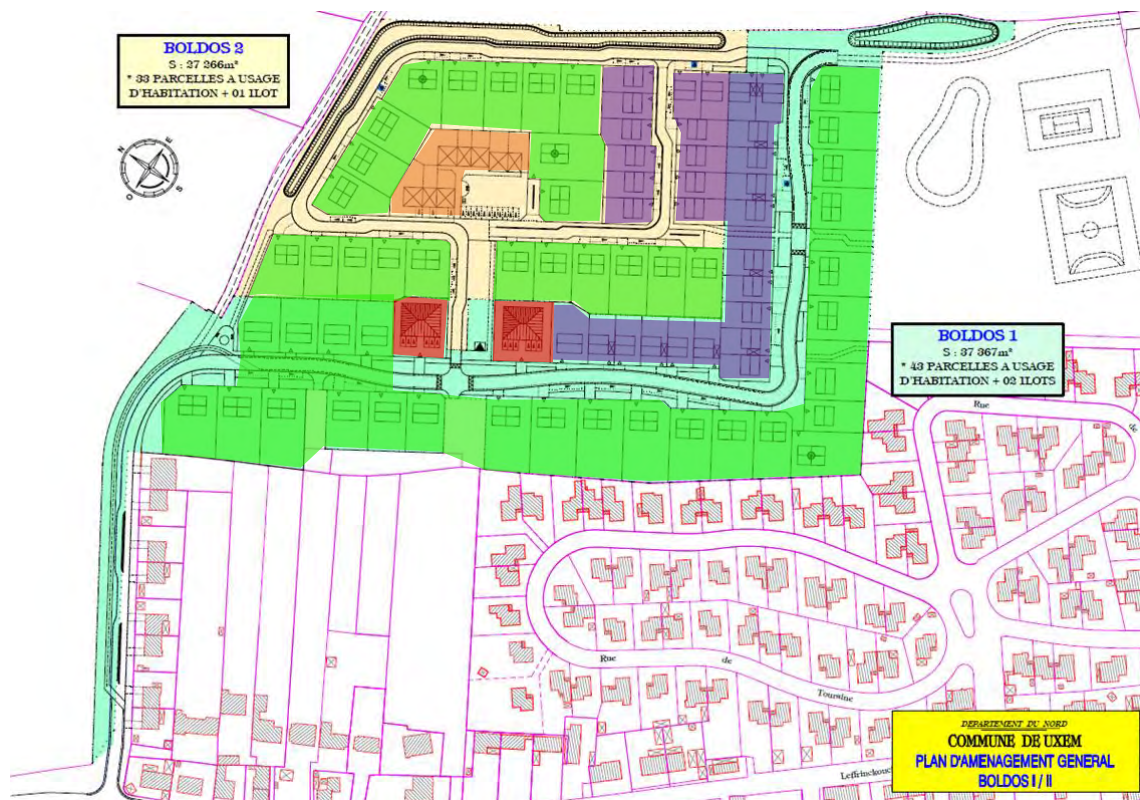 BOLDOS 2
S : 27 266m²
* 33 PARCELLES A USAGE
D'HABITATION + 01 ILOT
N
E
O
S
BOLDOS 1
S : 37 367m²
* 43 PARCELLES A USAGE
D'HABITATION + 02 ILOTS
Rue
de
Rue
de
Touraine
DEPARTEMENT DU NORD
COMMUNE DE UXEM
PLAN D'AMENAGEMENT GENERAL
BOLDOS I / II